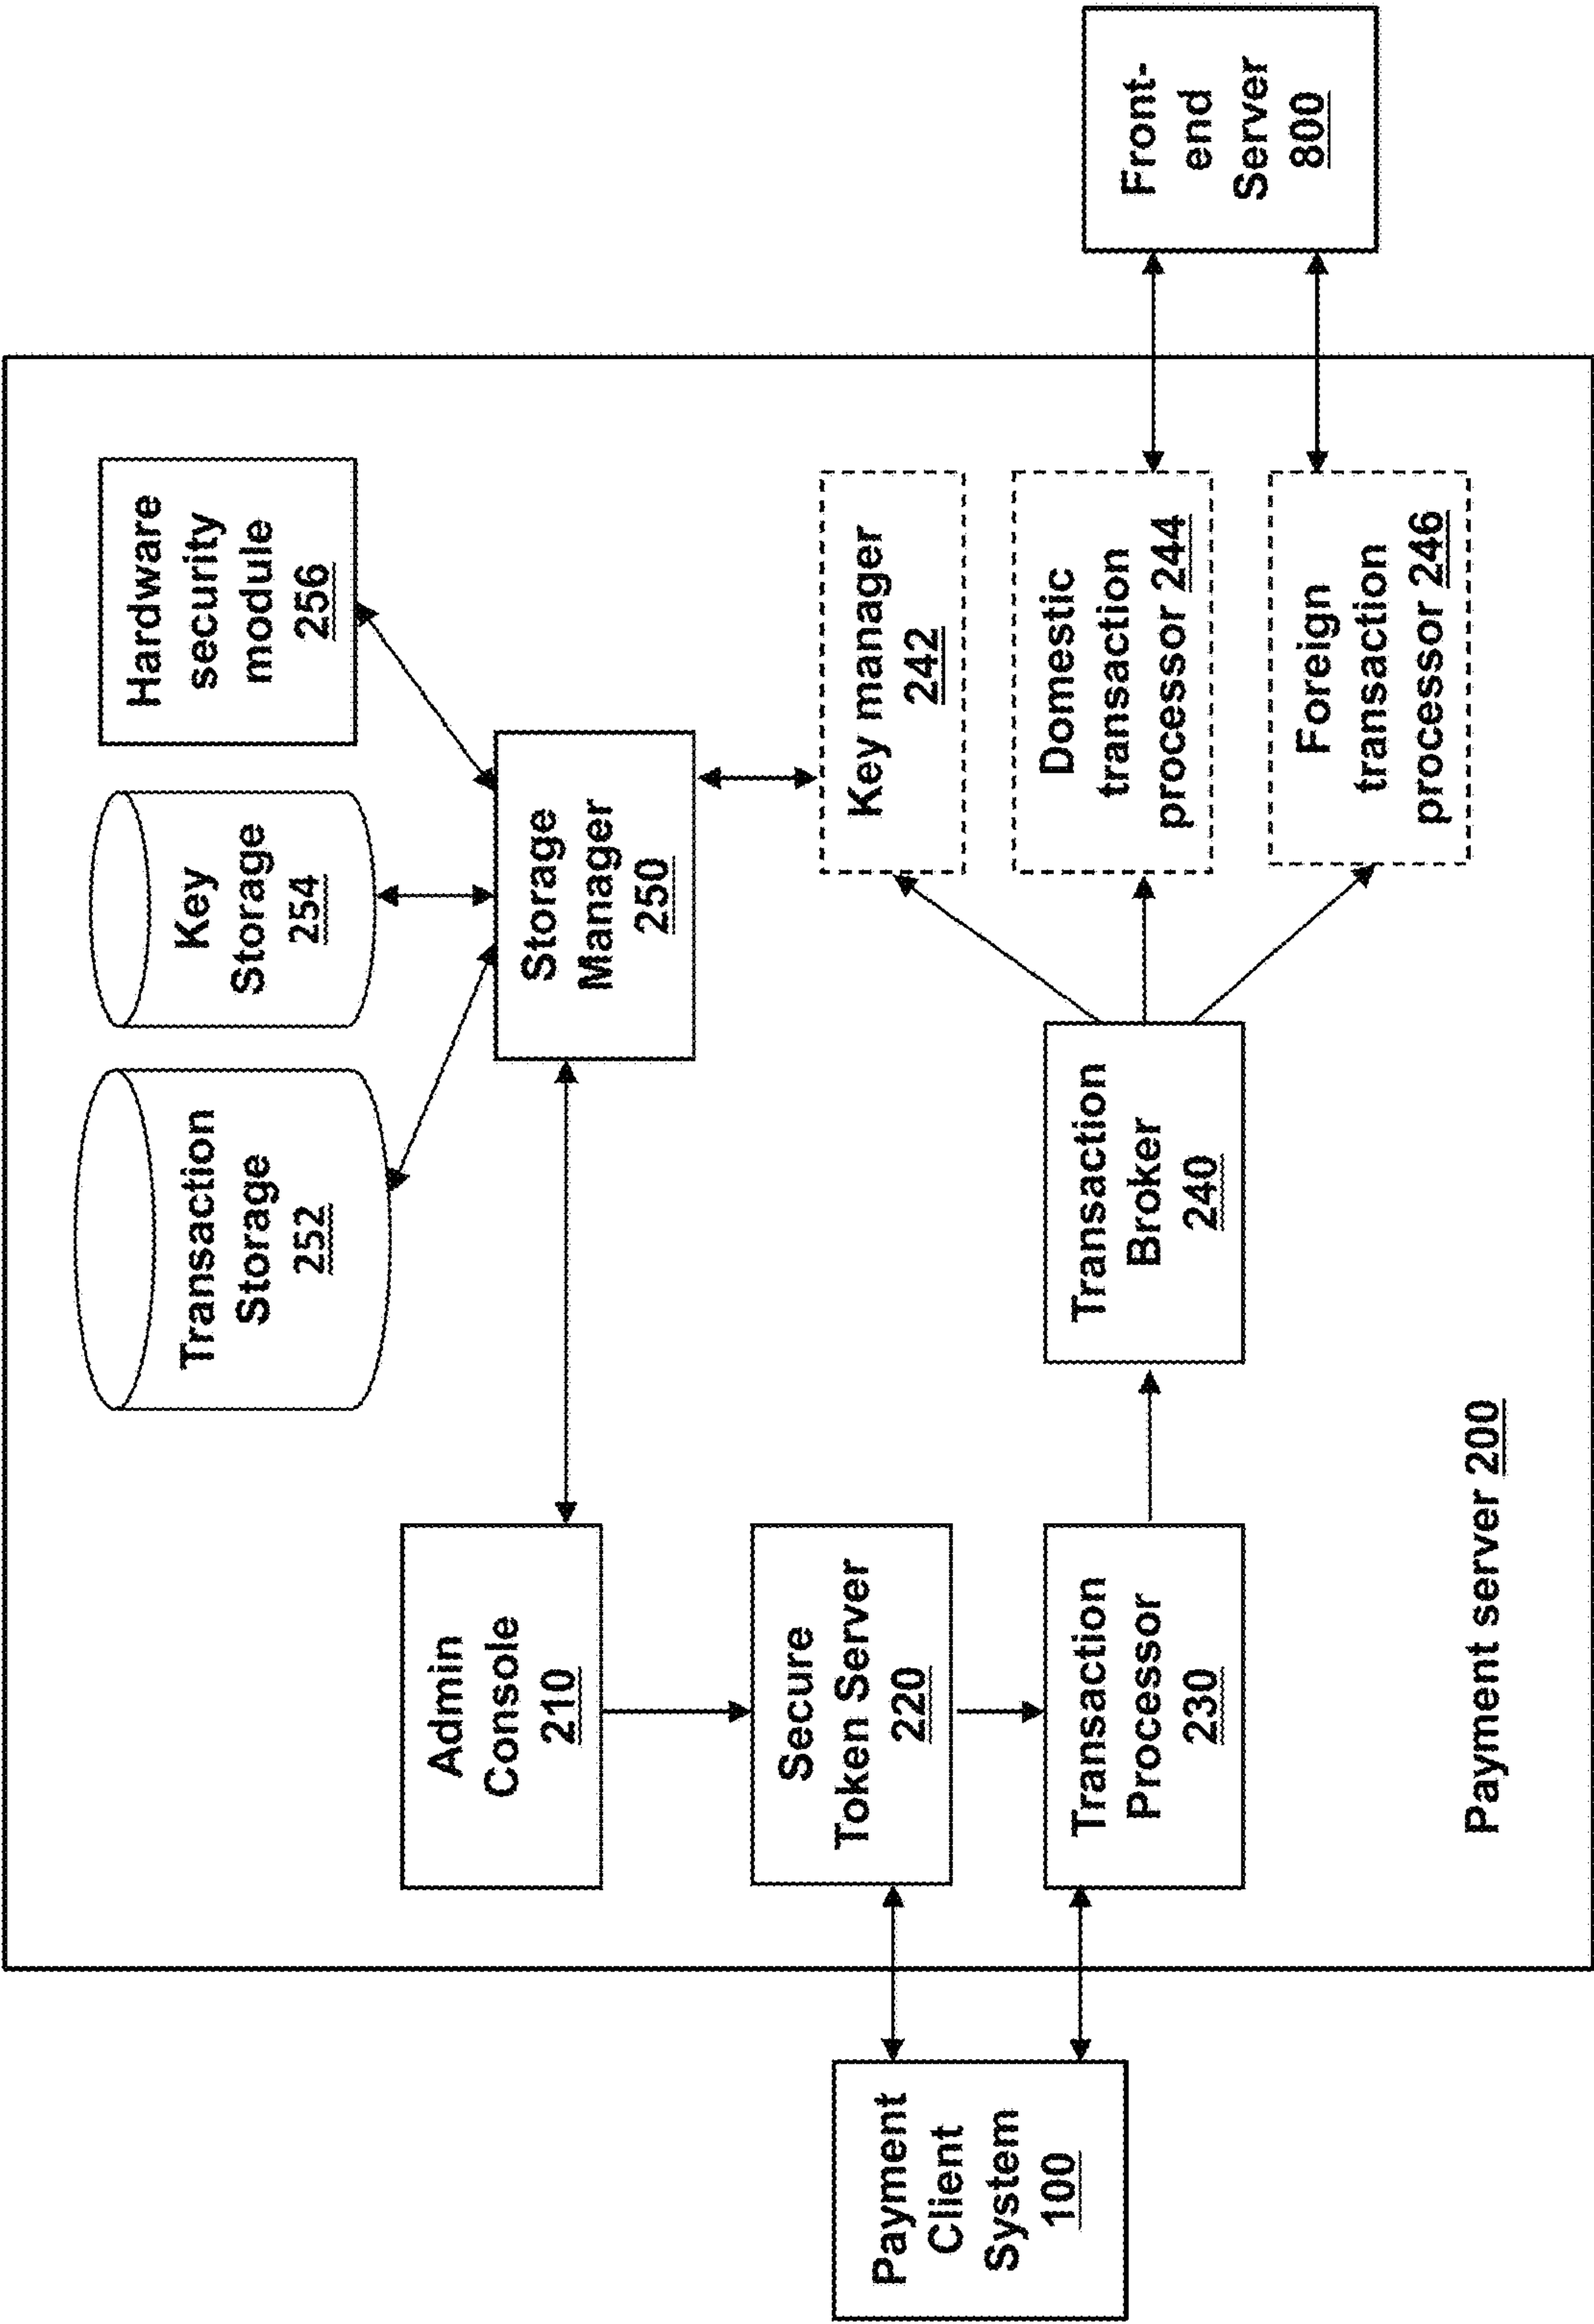 Transaction
Storage
252
Key
Storage
254
Hardware
security
module
256
Admin
Console
210
Storage
Manager
250
Payment
Client
System
100
Secure
Token Server
220
Key manager
242
Transaction
Processor
230
Transaction
Broker
240
Domestic
transaction
processor 244
Foreign
transaction
processor 246
Front-
end
Server
800
Payment server 200